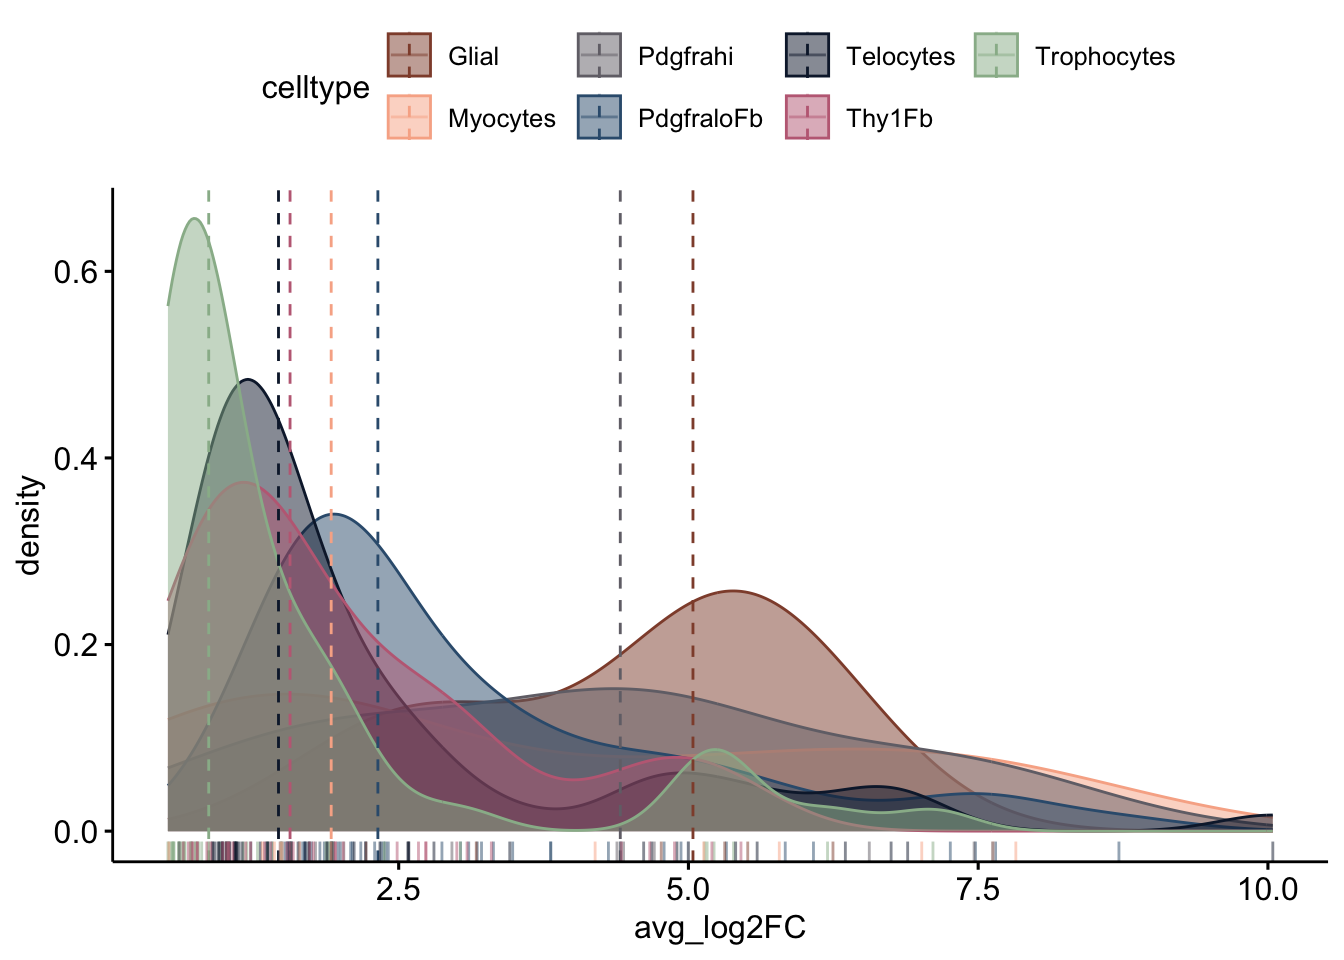 celltype
Glial
Pdgfrahi
Telocytes
Trophocytes
Myocytes
PdgfraloFb
Thy1Fb
0.6
0.4
0.2
0.0
density
2.5
5.0
7.5
10.0
avg_log2FC